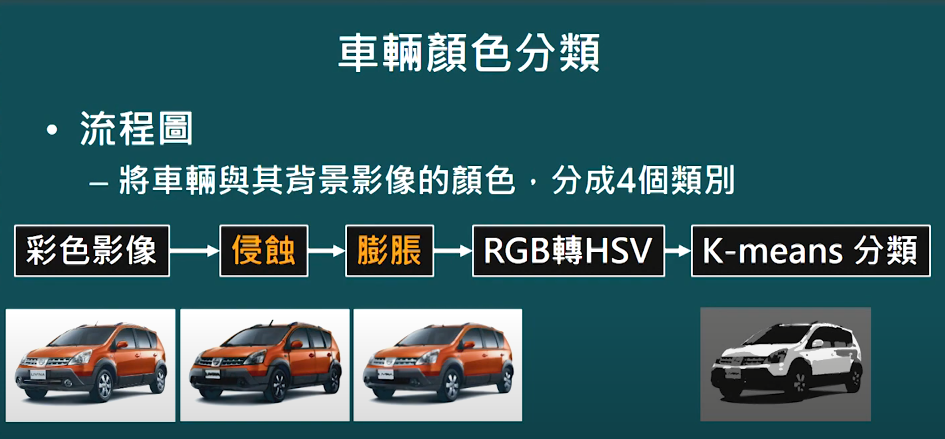 車輛顏色分類
• 流程圖
– 將車輛與其背景影像的顏色，分成4個類別
彩色影像
侵蝕
膨脹
RGB轉HSV
K-means 分類